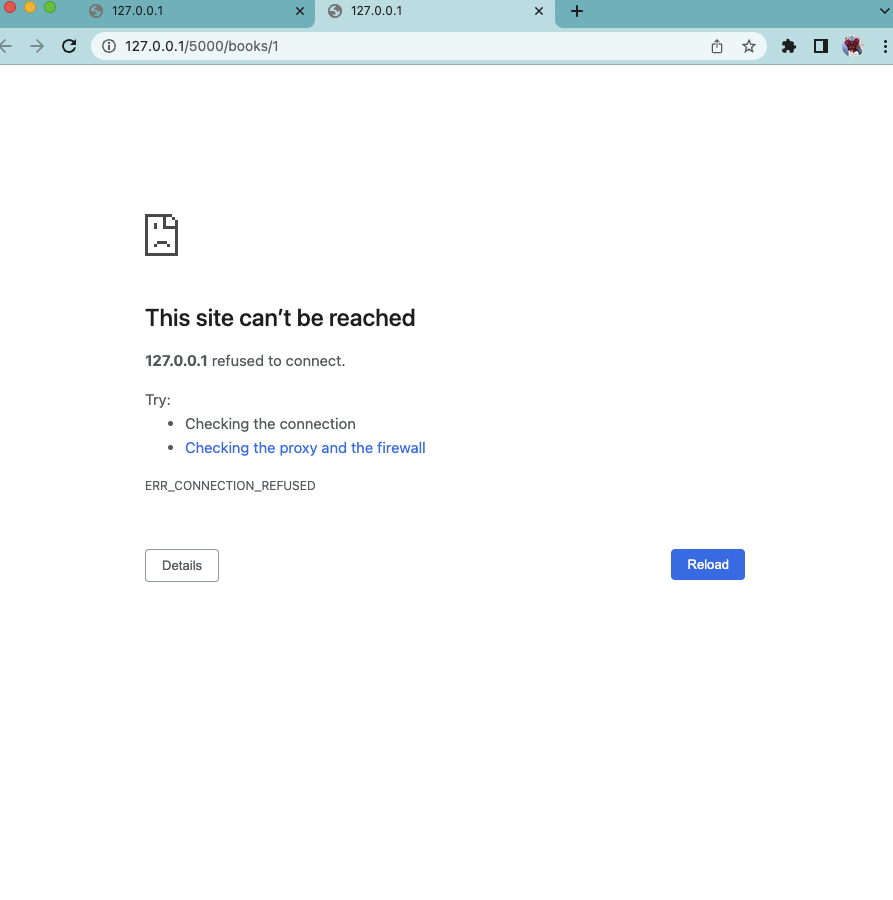 127.0.0.1
127.0.0.1
127.0.0.1/5000/books/1
This site can’t be reached
127.0.0.1 refused to connect.
Try:
Checking the connection
Checking the proxy and the firewall
ERR_CONNECTION_REFUSED
Details
Reload